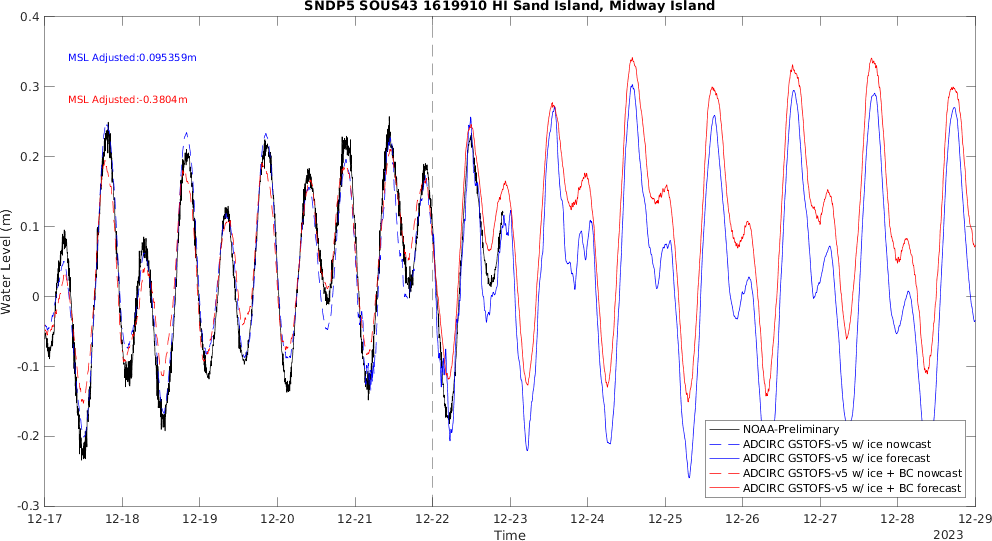 SNDP5 SOUS43 1619910 HI Sand Island, Midway Island
0.4
0.3
0.2
0.1
0
-0.1
-0.2
-0.3
Water Level (m)
MSL Adjusted:0.095359m
MSL Adjusted:-0.3804m
NOAA-Preliminary
ADCIRC GSTOFS-v5 w/ ice nowcast
ADCIRC GSTOFS-v5 w/ ice forecast
ADCIRC GSTOFS-v5 w/ ice + BC nowcast
ADCIRC GSTOFS-v5 w/ ice + BC forecast
12-17 12-18 12-19 12-20 12-21 12-22 12-23 12-24 12-25 12-26 12-27 12-28 12-29
Time
2023